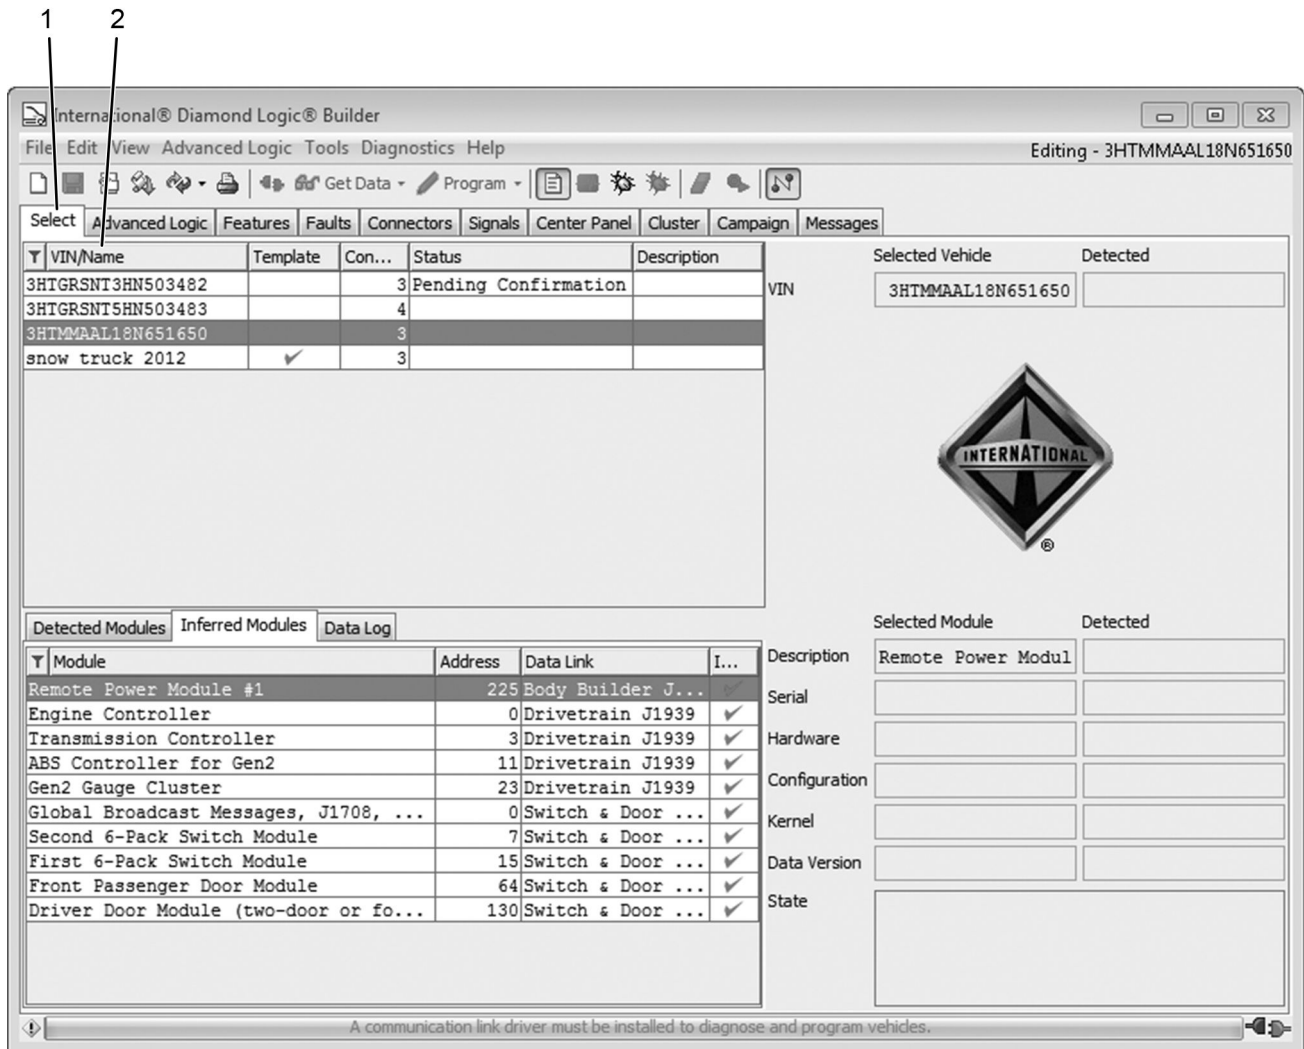 1 2
International® Diamond Logic® Builder
File Edit View Advanced Logic Tools Diagnostics Help Editing - 3HTMMAAL18N651650
Get Data Program
Select Advanced Logic Features Faults Connectors Signals Center Panel Cluster Campaign Messages
VIN/Name Template Con... Status Description
3HTGRSNT3HN503482 3 Pending Confirmation
3HTGRSNT5HN503483 4
3HTMMAAL18N651650 3
snow truck 2012 3
Selected Vehicle Detected
VIN 3HTMMAAL18N651650
INTERNATIONAL
®
Detected Modules Inferred Modules Data Log
Module Address Data Link I...
Remote Power Module #1 225 Body Builder J...
Engine Controller 0 Drivetrain J1939
Transmission Controller 3 Drivetrain J1939
ABS Controller for Gen2 11 Drivetrain J1939
Gen2 Gauge Cluster 23 Drivetrain J1939
Global Broadcast Messages, J1708, ... 0 Switch & Door ...
Second 6-Pack Switch Module 7 Switch & Door ...
First 6-Pack Switch Module 15 Switch & Door ...
Front Passenger Door Module 64 Switch & Door ...
Driver Door Module (two-door or fo... 130 Switch & Door ...
Selected Module Detected
Description Remote Power Modul
Serial
Hardware
Configuration
Kernel
Data Version
State
A communication link driver must be installed to diagnose and program vehicles.